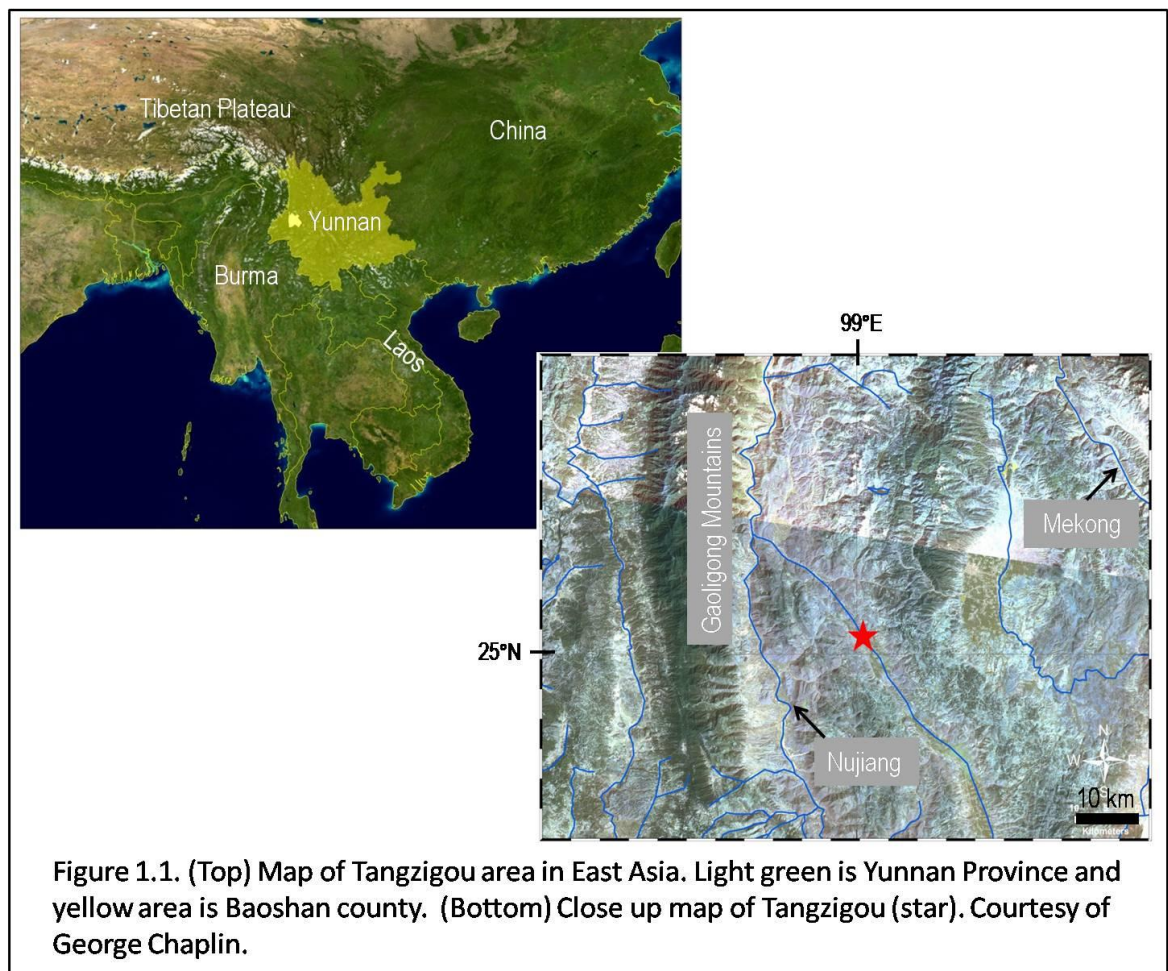 Tibetan Plateau
China
Yunnan
Burma
Laos
99°E
Gaoligong Mountains
Mekong
25°N
Nujiang
N
W E
S
10 km
10
Kilometers
Figure 1.1. (Top) Map of Tangzigou area in East Asia. Light green is Yunnan Province and
yellow area is Baoshan county.  (Bottom) Close up map of Tangzigou (star). Courtesy of
George Chaplin.